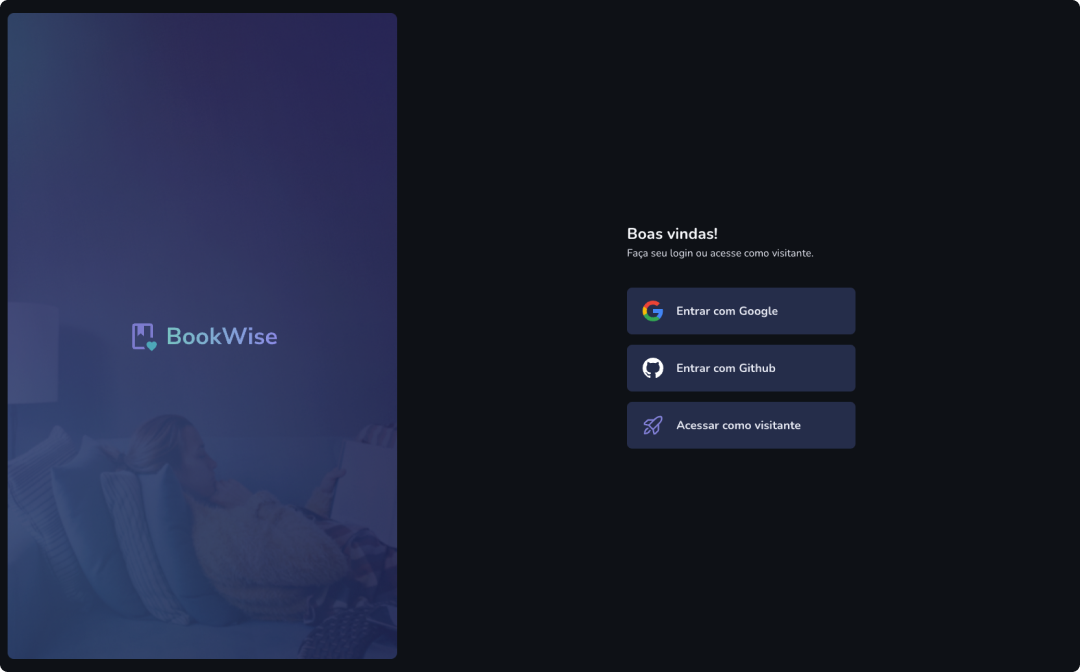 BookWise
Boas vindas!
Faça seu login ou acesse como visitante.
Entrar com Google
Entrar com Github
Acessar como visitante